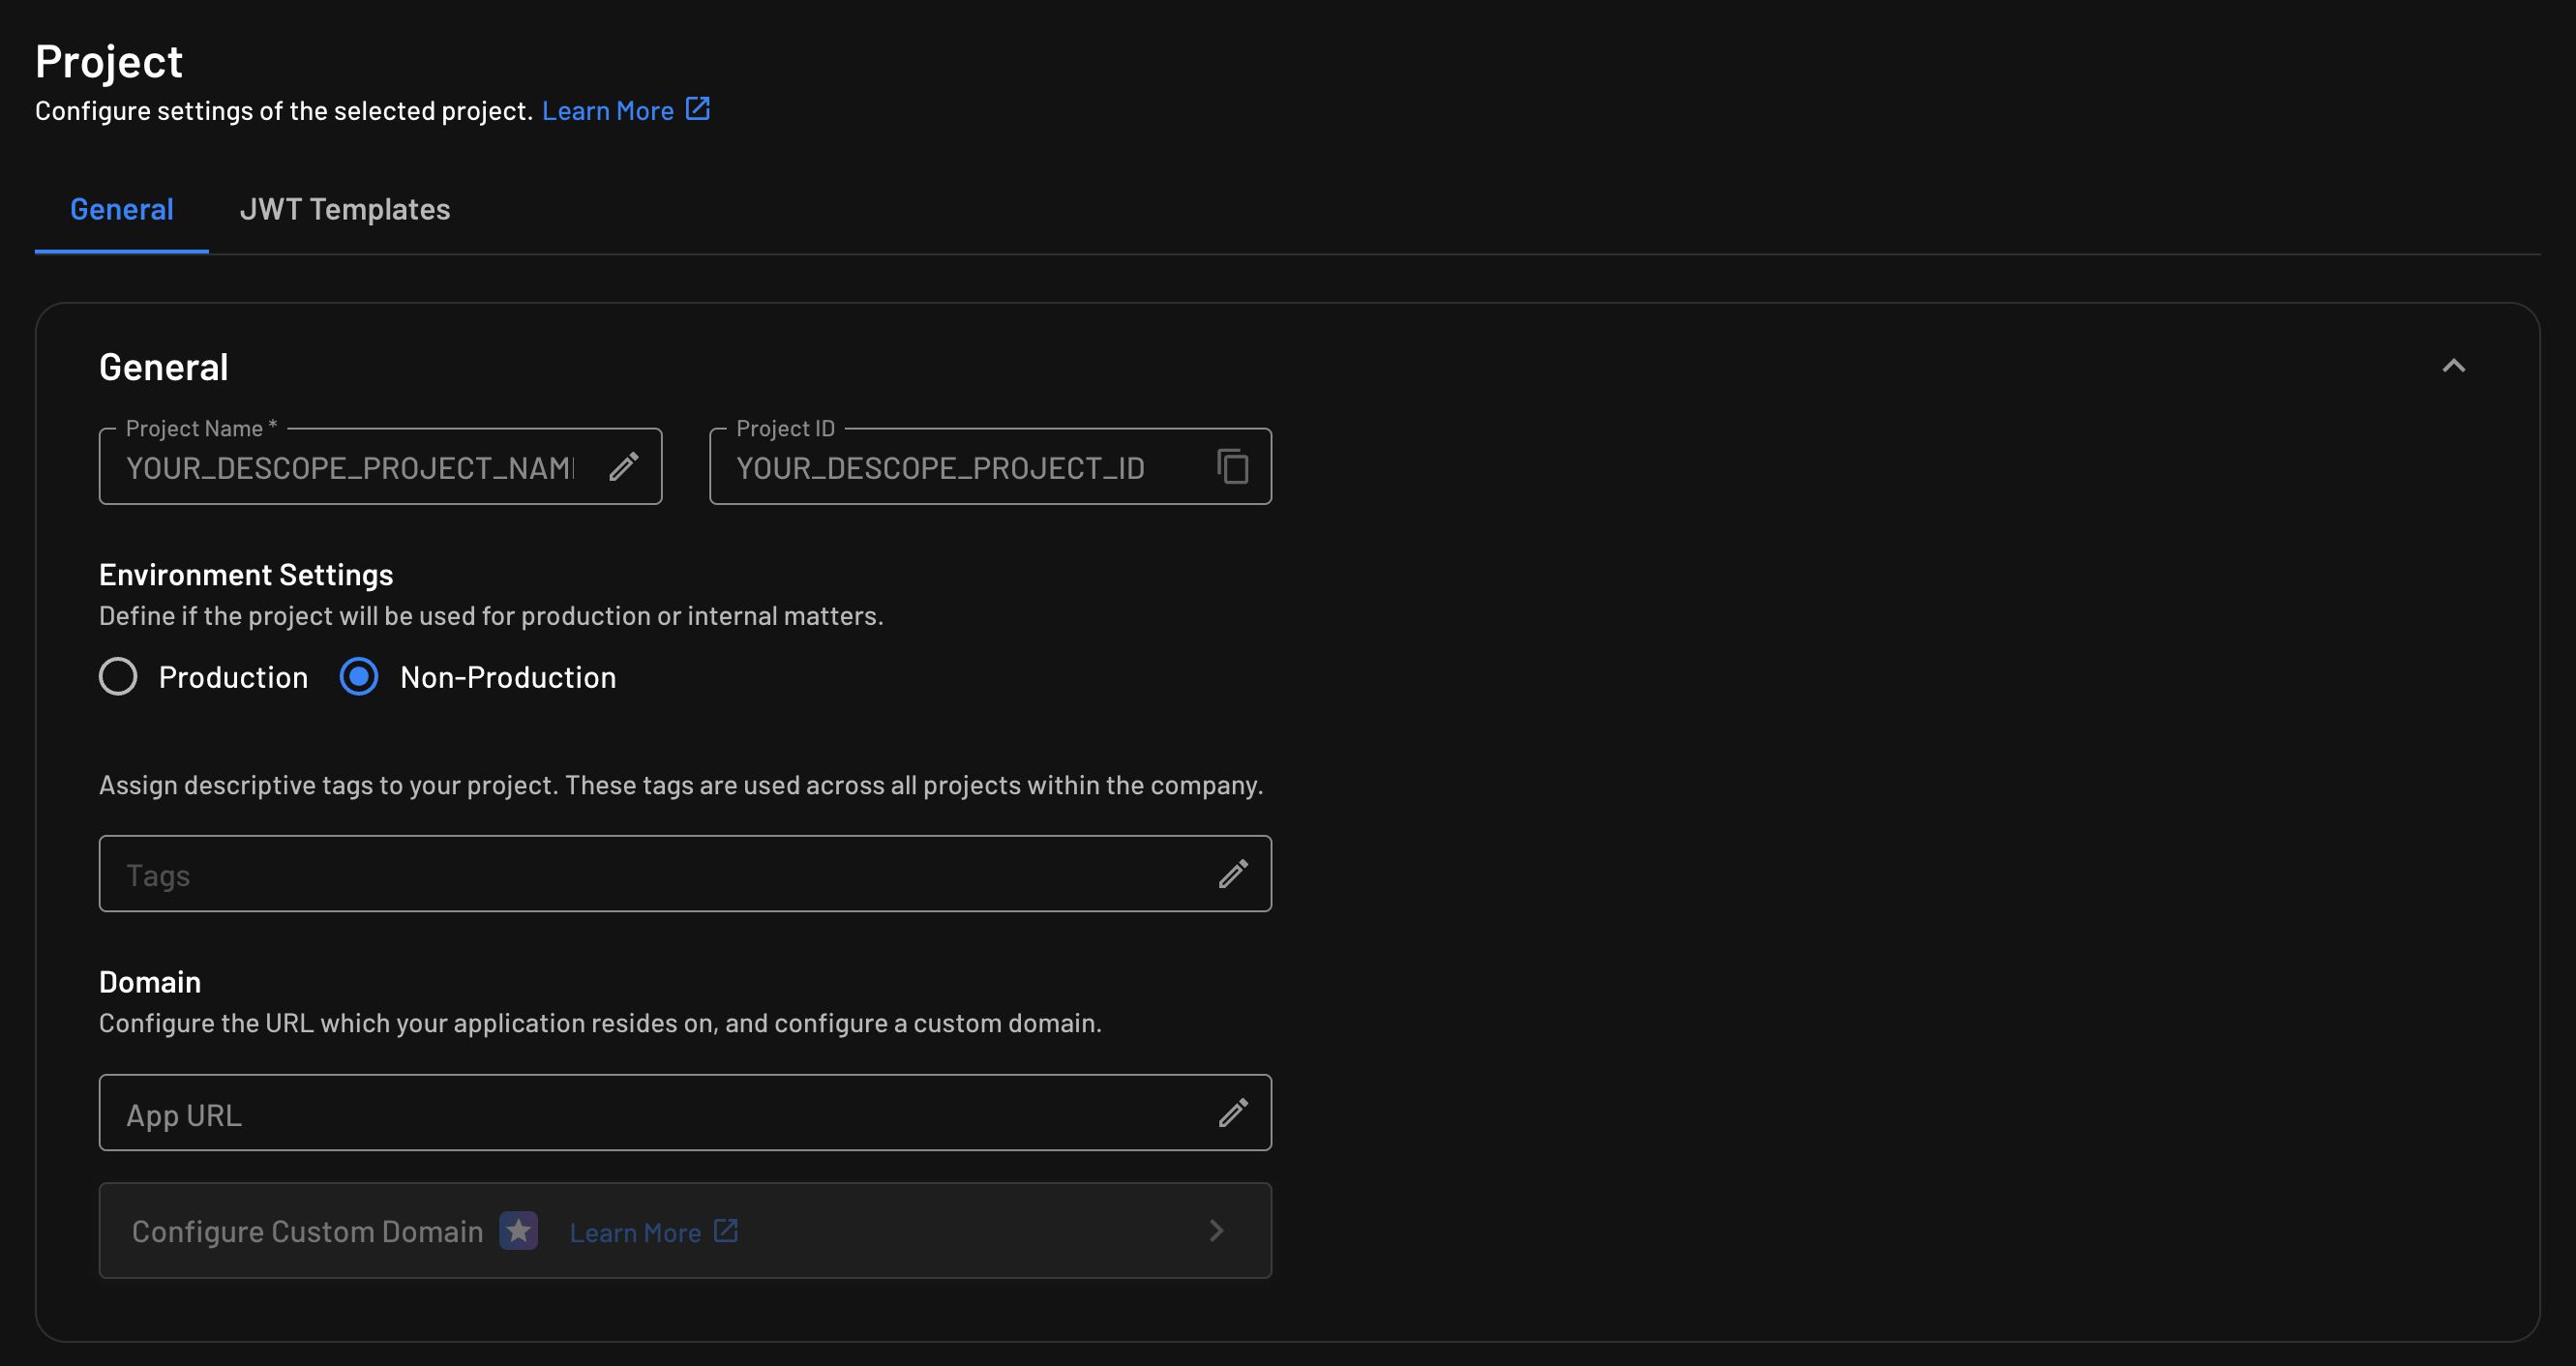 Project
Configure settings of the selected project. Learn More
General JWT Templates
General
Project Name * Project ID
YOUR_DESCOPE_PROJECT_NAM YOUR_DESCOPE_PROJECT_ID
Environment Settings
Define if the project will be used for production or internal matters.
Production Non-Production
Assign descriptive tags to your project. These tags are used across all projects within the company.
Tags
Domain
Configure the URL which your application resides on, and configure a custom domain.
App URL
Configure Custom Domain Learn More